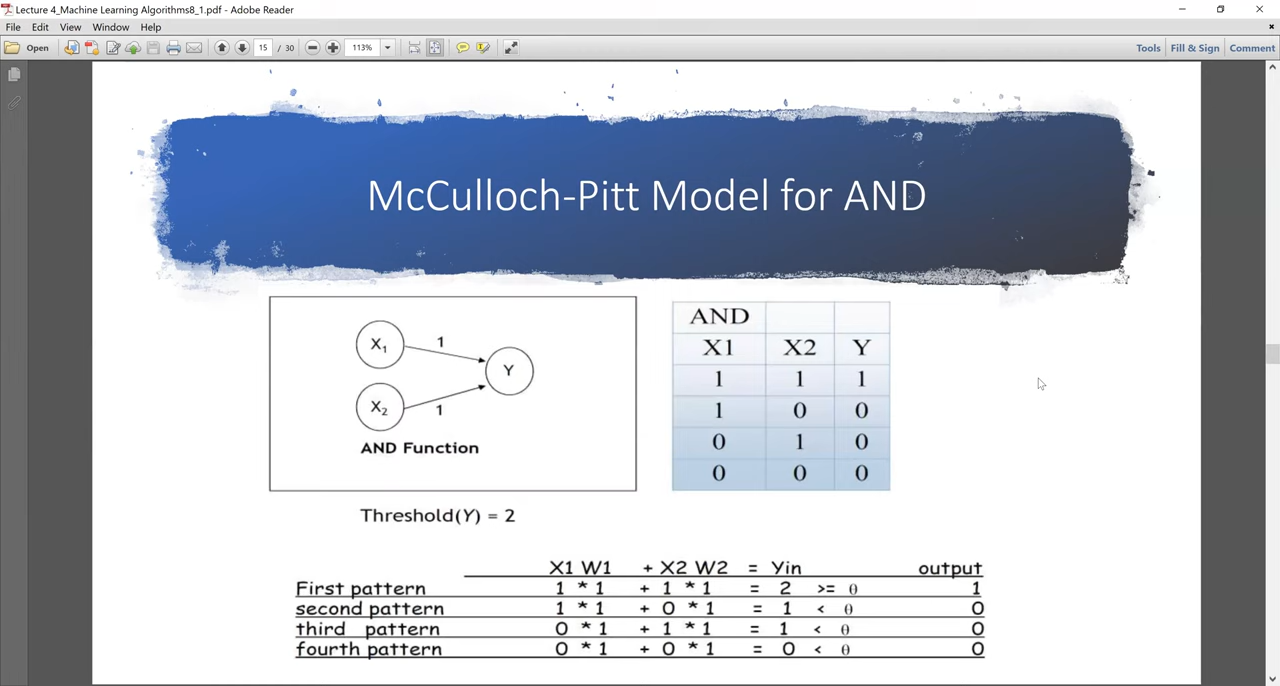 Lecture 4_Machine Learning Algorithms8_1.pdf - Adobe Reader
File Edit View Window Help
Open 15 / 30 113% Tools Fill & Sign Comment
McCulloch-Pitt Model for AND
X1 1
Y
X2 1
AND Function
Threshold(Y) = 2
AND
X1 X2 Y
1 1 1
1 0 0
0 1 0
0 0 0
X1 W1 + X2 W2 = Yin output
First pattern 1 * 1 + 1 * 1 = 2 >= θ 1
second pattern 1 * 1 + 0 * 1 = 1 < θ 0
third pattern 0 * 1 + 1 * 1 = 1 < θ 0
fourth pattern 0 * 1 + 0 * 1 = 0 < θ 0